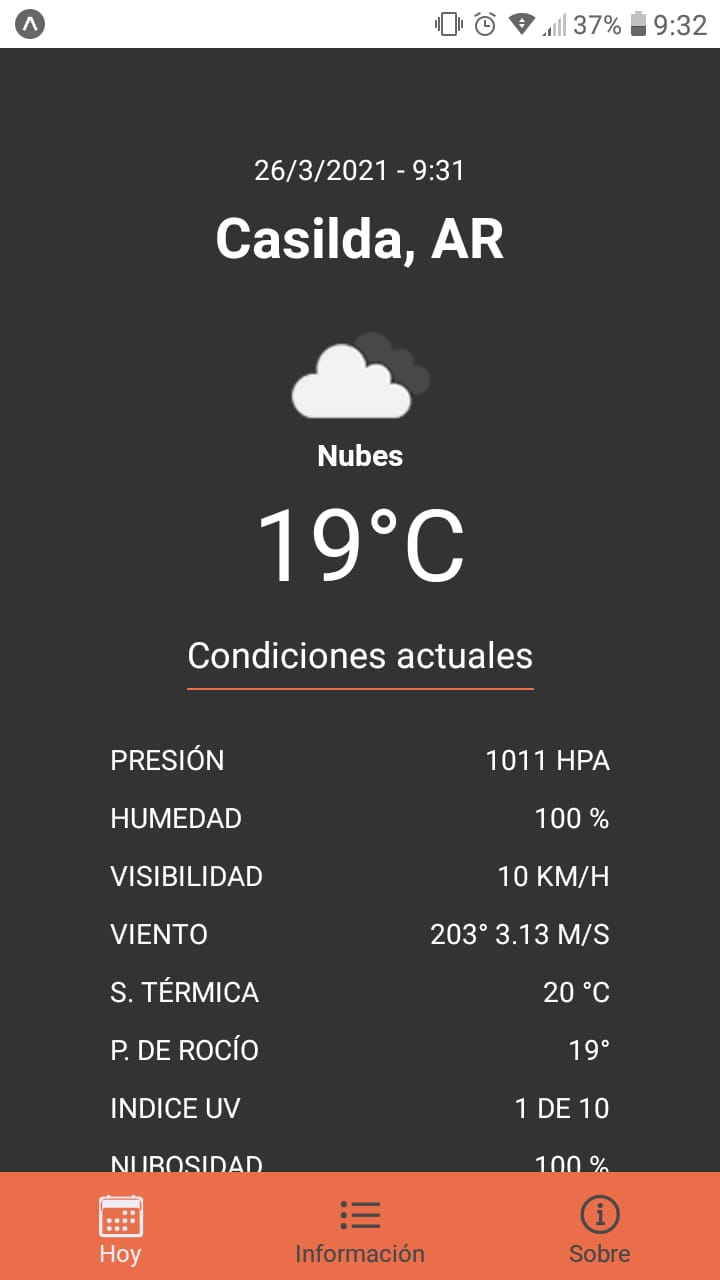 37% 9:32
26/3/2021 - 9:31
Casilda, AR
Nubes
19°C
Condiciones actuales
PRESIÓN 1011 HPA
HUMEDAD 100 %
VISIBILIDAD 10 KM/H
VIENTO 203° 3.13 M/S
S. TÉRMICA 20 °C
P. DE ROCÍO 19°
INDICE UV 1 DE 10
NUBOSIDAD 100 %
Hoy Información Sobre